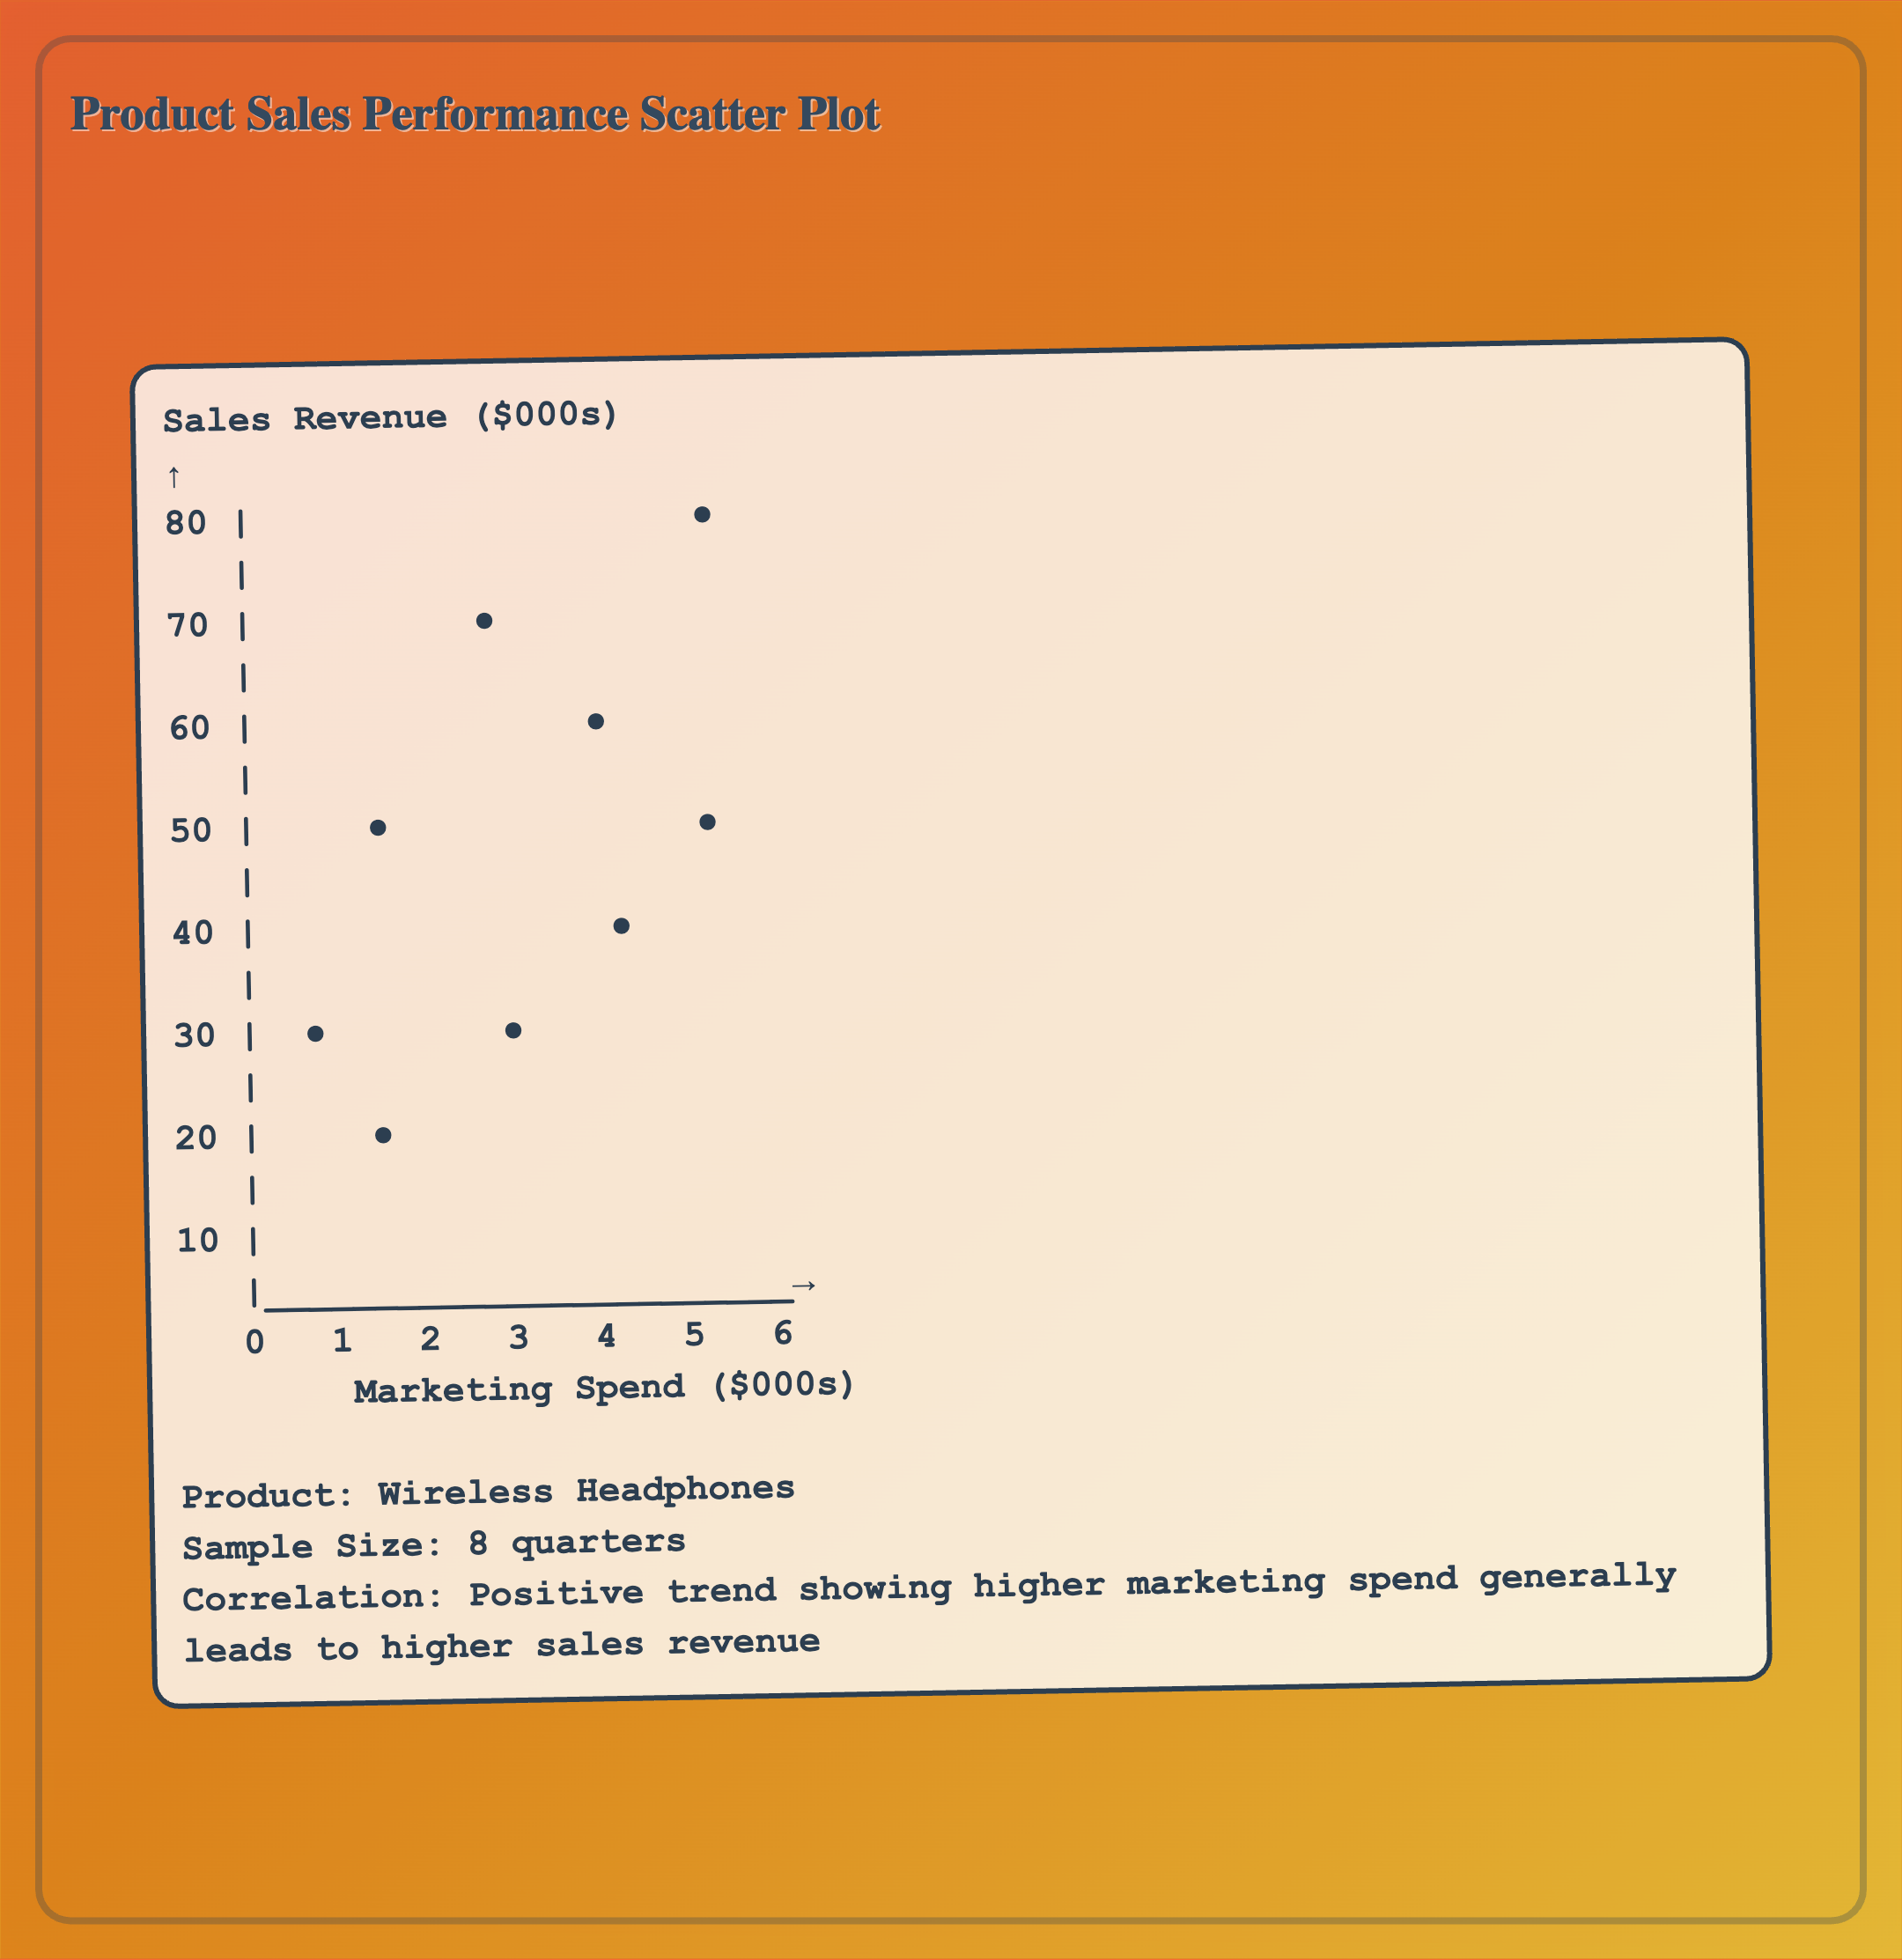 Product Sales Performance Scatter Plot
Sales Revenue ($000s)
↑
80 |                     ●
   |
70 |          ●
   |
60 |               ●
   |
50 |     ●              ●
   |
40 |                ●
   |
30 |  ●        ●
   |
20 |     ●
   |
10 |
   |________________________→
0   1   2   3   4   5   6
Marketing Spend ($000s)
Product: Wireless Headphones
Sample Size: 8 quarters
Correlation: Positive trend showing higher marketing spend generally
leads to higher sales revenue